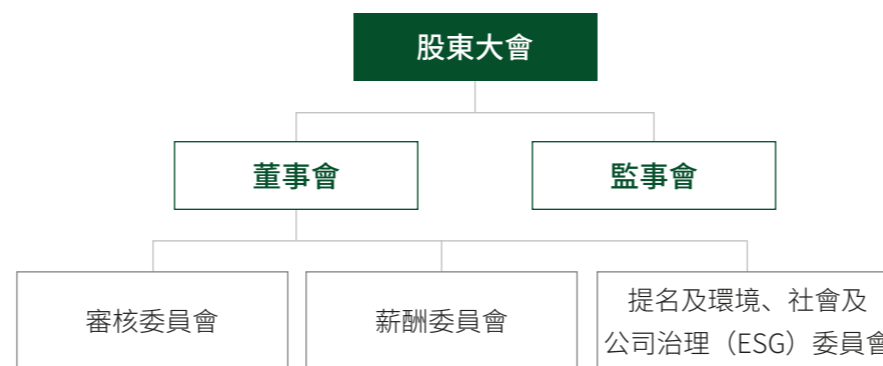 股東大會
董事會
監事會
審核委員會
薪酬委員會
提名及環境、社會及
公司治理（ESG）委員會